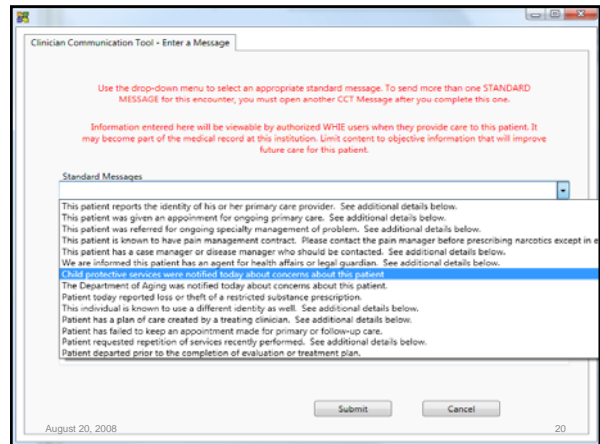 Clinician Communication Tool - Enter a Message
Use the drop-down menu to select an appropriate standard message. To send more than one STANDARD
MESSAGE for this encounter, you must open another CCT Message after you complete this one.
Information entered here will be viewable by authorized WHIE users when they provide care to this patient. It
may become part of the medical record at this institution. Limit content to objective information that will improve
future care for this patient.
Standard Messages
This patient reports the identity of his or her primary care provider. See additional details below.
This patient was given an appoinment for ongoing primary care. See additional details below.
This patient was referred for ongoing specialty management of problem. See additional details below.
This patient is known to have pain management contract. Please contact the pain manager before prescribing narcotics except in e
This patient has a case manager or disease manager who should be contacted. See additional details below.
We are informed this patient has an agent for health affairs or legal guardian. See additional details below.
Child protective services were notified today about concerns about this patient
The Department of Aging was notified today about concerns about this patient.
Patient today reported loss or theft of a restricted substance prescription.
This individual is known to use a different identity as well. See additional details below.
Patient has a plan of care created by a treating clinician. See additional details below.
Patient has failed to keep an appointment made for primary or follow-up care.
Patient requested repetition of services recently performed. See additional details below.
Patient departed prior to the completion of evaluation or treatment plan.
Submit Cancel
August 20, 2008 20